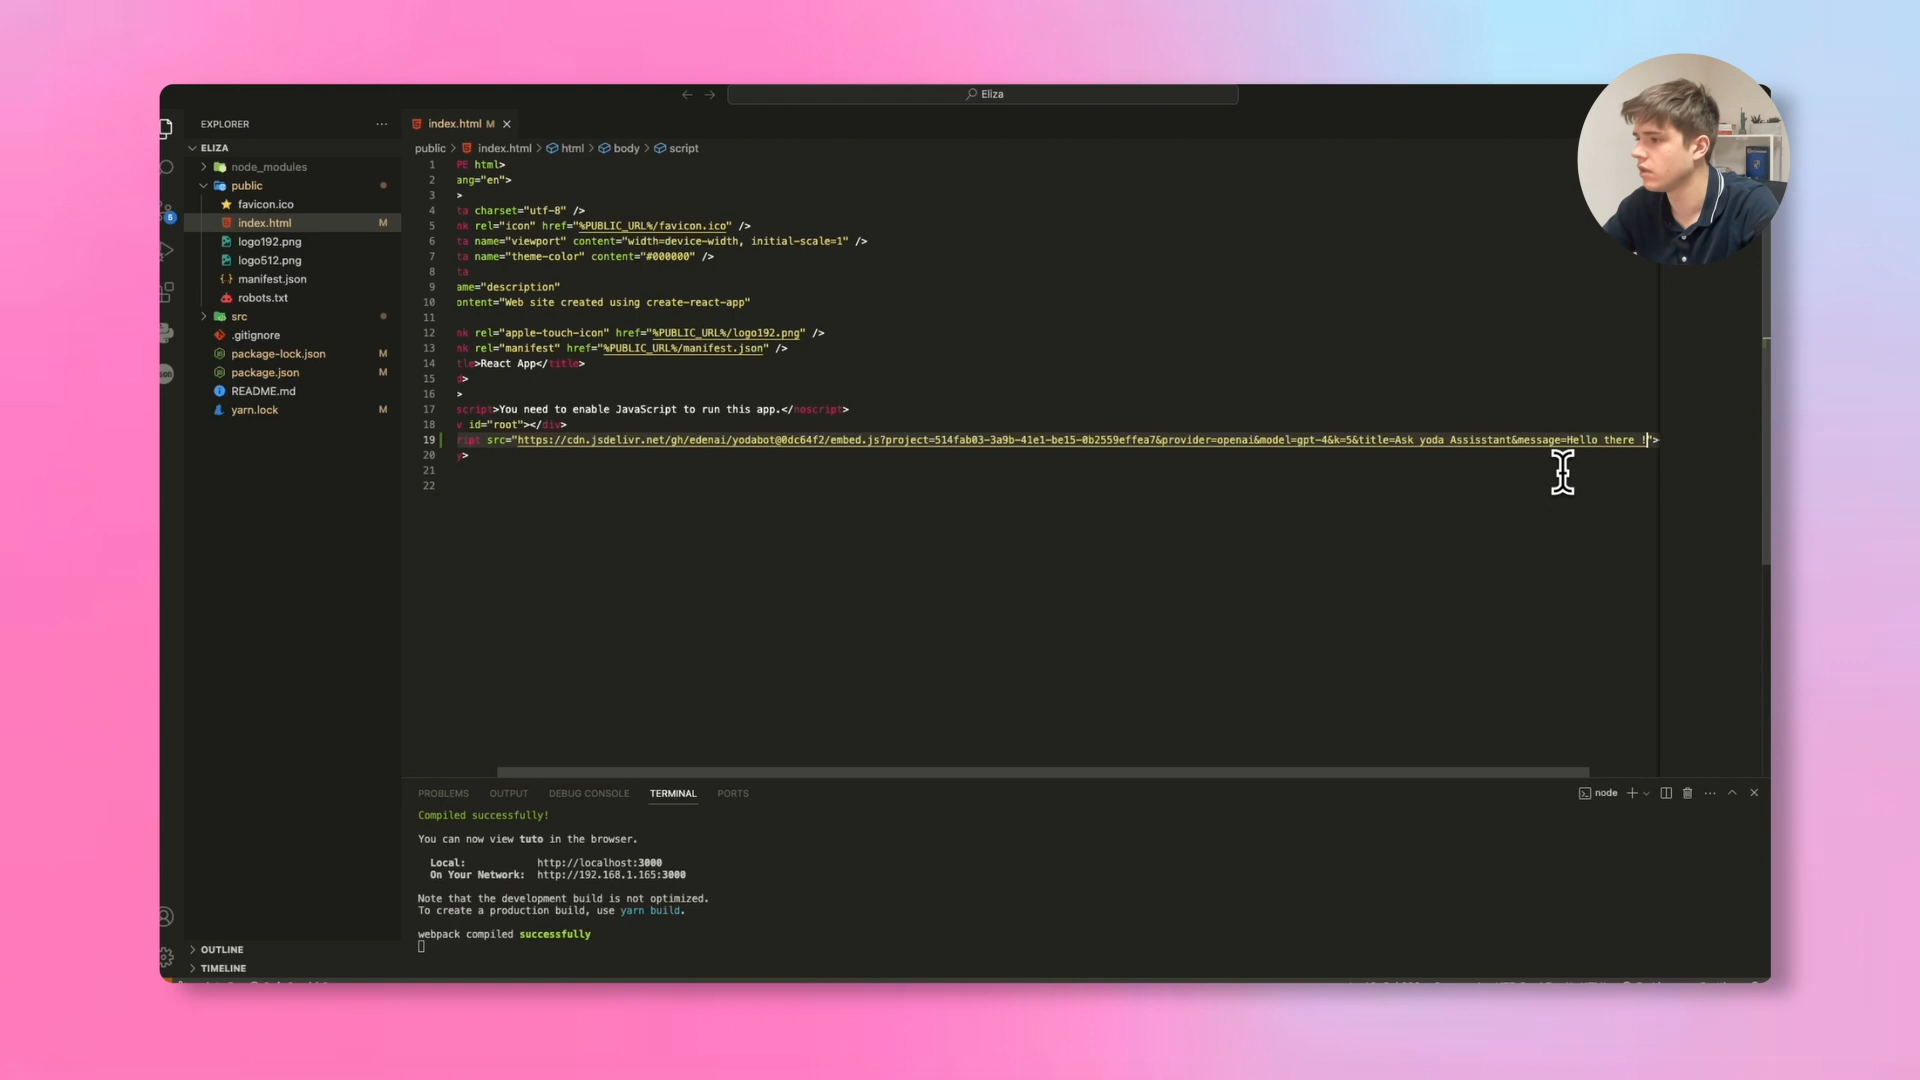 Eliza
EXPLORER
index.html M
ELIZA
public > index.html > html > body > script
node_modules
public
favicon.ico
index.html M
logo192.png
logo512.png
manifest.json
robots.txt
src
.gitignore
package-lock.json M
package.json M
README.md
yarn.lock M
5
1 PE html>
2 ang="en">
3 >
4 ta charset="utf-8" />
5 nk rel="icon" href="%PUBLIC_URL%/favicon.ico" />
6 ta name="viewport" content="width=device-width, initial-scale=1" />
7 ta name="theme-color" content="#000000" />
8 ta
9 ame="description"
10 ontent="Web site created using create-react-app"
11
12 nk rel="apple-touch-icon" href="%PUBLIC_URL%/logo192.png" />
13 nk rel="manifest" href="%PUBLIC_URL%/manifest.json" />
14 tle>React App</title>
15 d>
16 >
17 script>You need to enable JavaScript to run this app.</noscript>
18 v id="root"></div>
19 ript src="https://cdn.jsdelivr.net/gh/edenai/yodabot@0dc64f2/embed.js?project=514fab03-3a9b-41e1-be15-0b2559effea7&provider=openai&model=gpt-4&k=5&title=Ask yoda Assisstant&message=Hello there !">
20 y>
21
22
PROBLEMS OUTPUT DEBUG CONSOLE TERMINAL PORTS
node
Compiled successfully!
You can now view tuto in the browser.
Local: http://localhost:3000
On Your Network: http://192.168.1.165:3000
Note that the development build is not optimized.
To create a production build, use yarn build.
webpack compiled successfully
OUTLINE
TIMELINE